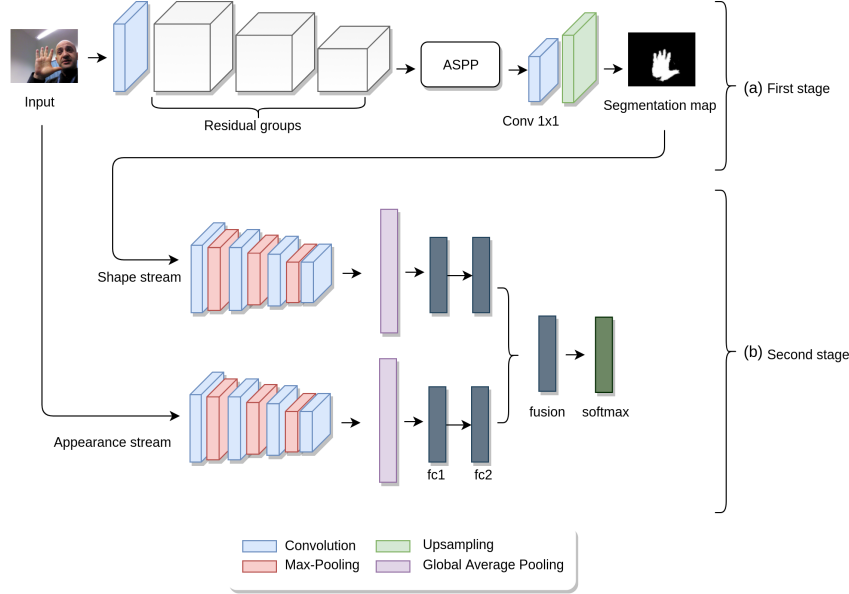 Input
Residual groups
ASPP
Conv 1x1
Segmentation map
(a) First stage
Shape stream
Appearance stream
fc1
fc2
fusion
softmax
(b) Second stage
Convolution
Upsampling
Max-Pooling
Global Average Pooling